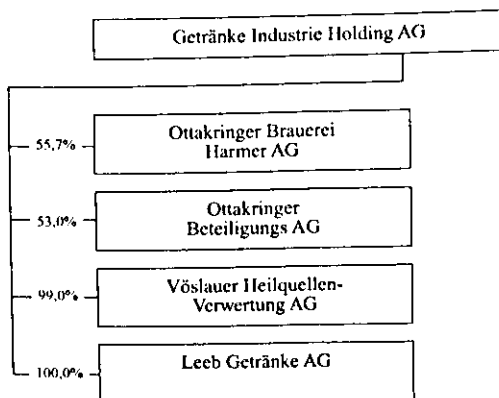 Getränke Industrie Holding AG
55,7%
Ottakringer Brauerei
Harmer AG
53,0%
Ottakringer
Beteiligungs AG
99,0%
Vöslauer Heilquellen-
Verwertung AG
100,0%
Leeb Getränke AG